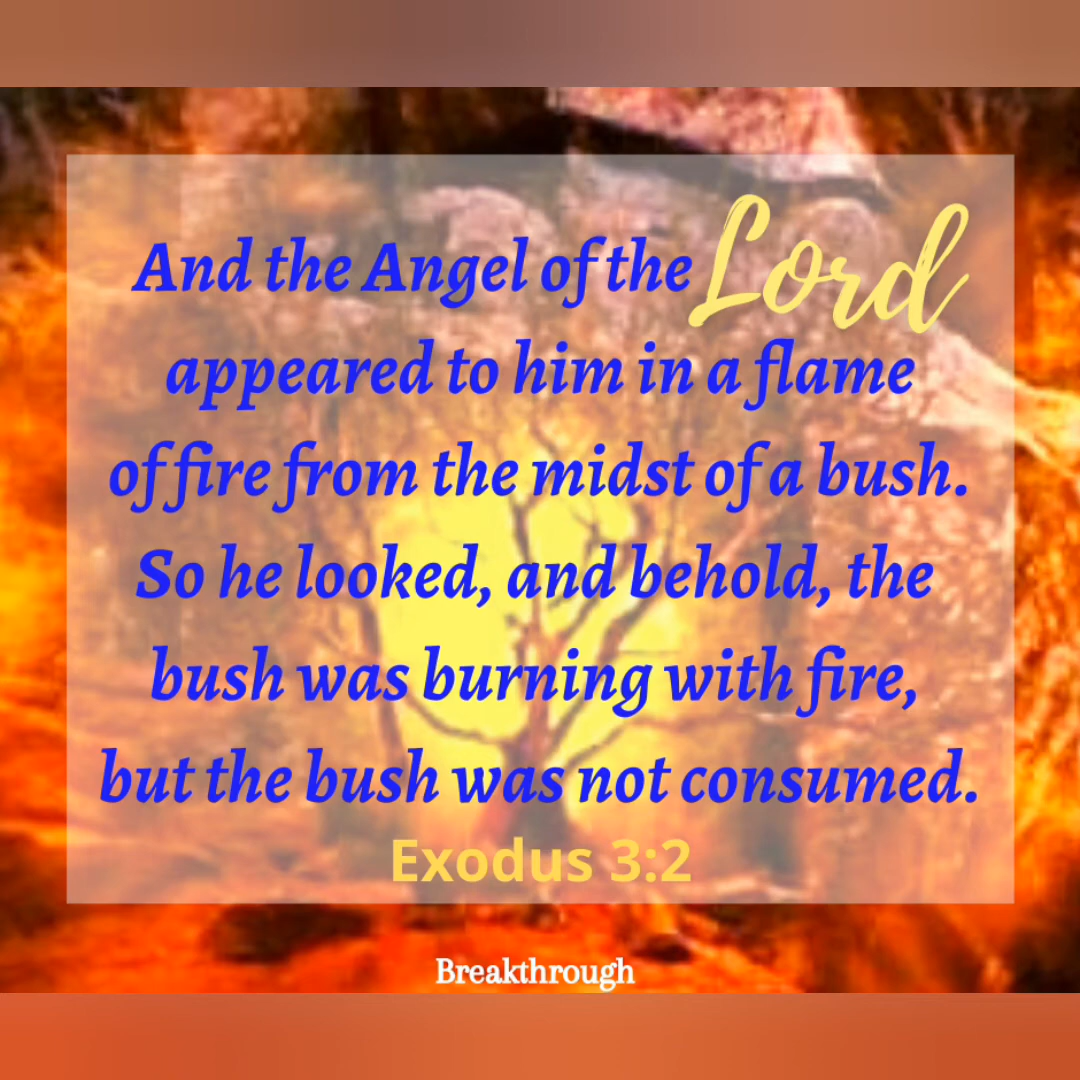 And the Angel of the Lord
appeared to him in a flame
of fire from the midst of a bush.
So he looked, and behold, the
bush was burning with fire,
but the bush was not consumed.
Exodus 3:2
Breakthrough